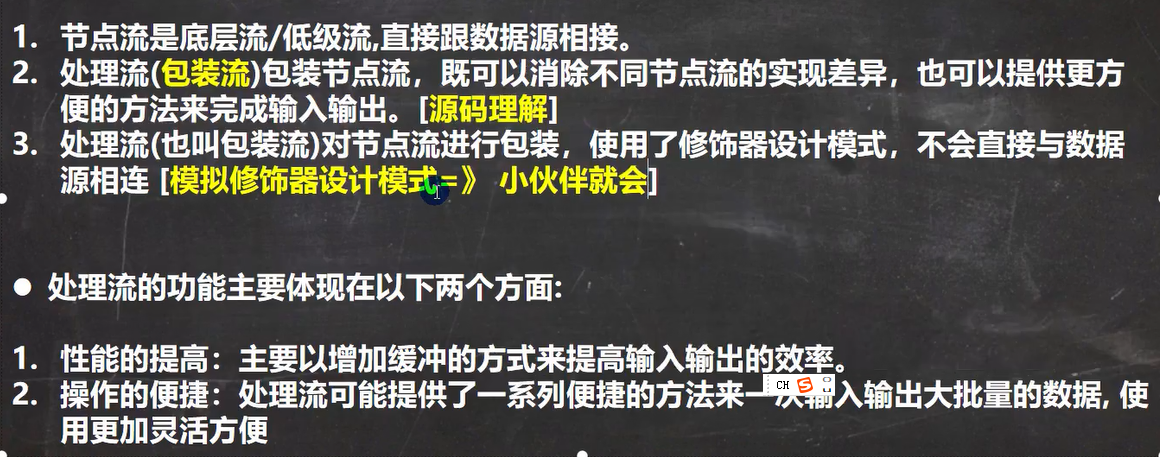 1. 节点流是底层流/低级流,直接跟数据源相接。
2. 处理流(包装流)包装节点流，既可以消除不同节点流的实现差异，也可以提供更方
便的方法来完成输入输出。[源码理解]
3. 处理流(也叫包装流)对节点流进行包装，使用了修饰器设计模式，不会直接与数据
源相连 [模拟修饰器设计模式=》 小伙伴就会]
● 处理流的功能主要体现在以下两个方面:
1. 性能的提高：主要以增加缓冲的方式来提高输入输出的效率。
2. 操作的便捷：处理流可能提供了一系列便捷的方法来一次输入输出大批量的数据, 使
用更加灵活方便
CH S